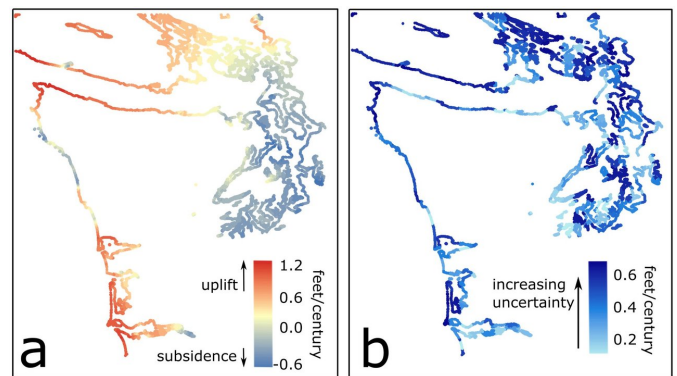 uplift
1.2
0.6
0.0
-0.6
feet/century
subsidence
a
increasing
uncertainty
0.6
0.4
0.2
feet/century
b